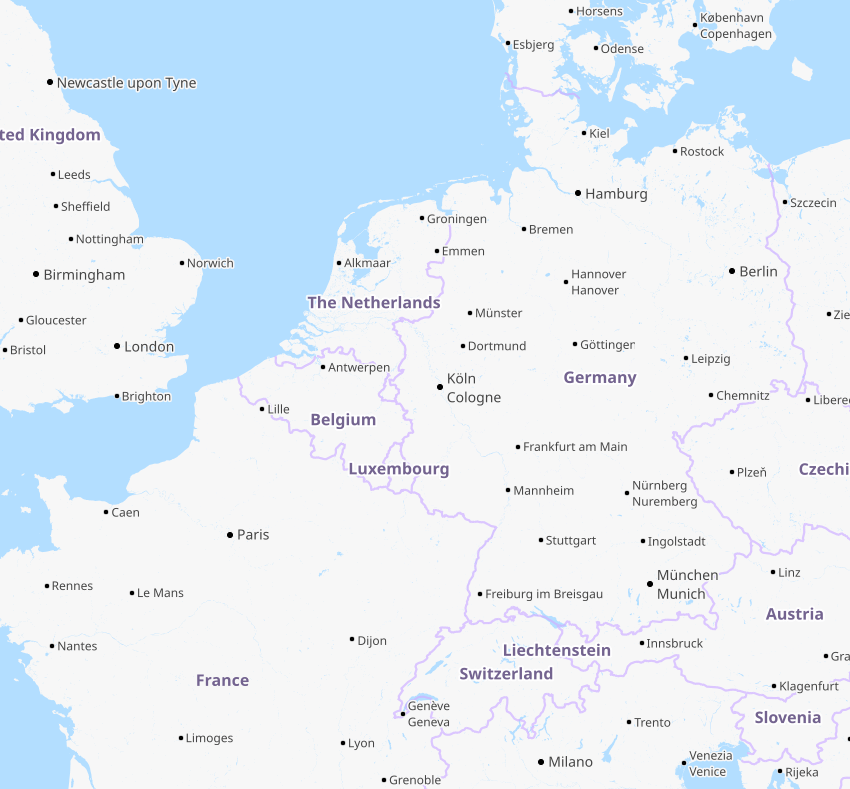 Horsens
København
Copenhagen
Esbjerg
Odense
Newcastle upon Tyne
ted Kingdom
Kiel
Rostock
Leeds
Hamburg
Szczecin
Sheffield
Groningen
Bremen
Nottingham
Emmen
Norwich
Alkmaar
Birmingham
Hannover
Hanover
Berlin
The Netherlands
Gloucester
Münster
Zie
London
Bristol
Dortmund
Göttingen
Leipzig
Antwerpen
Köln
Cologne
Germany
Brighton
Chemnitz
Libere
Lille
Belgium
Frankfurt am Main
Luxembourg
Plzeň
Czechi
Mannheim
Nürnberg
Nuremberg
Caen
Paris
Stuttgart
Ingolstadt
München
Munich
Linz
Rennes
Le Mans
Freiburg im Breisgau
Austria
Nantes
Dijon
Innsbruck
Liechtenstein
Gra
Switzerland
France
Klagenfurt
Genève
Geneva
Slovenia
Trento
Limoges
Lyon
Milano
Venezia
Venice
Rijeka
Grenoble